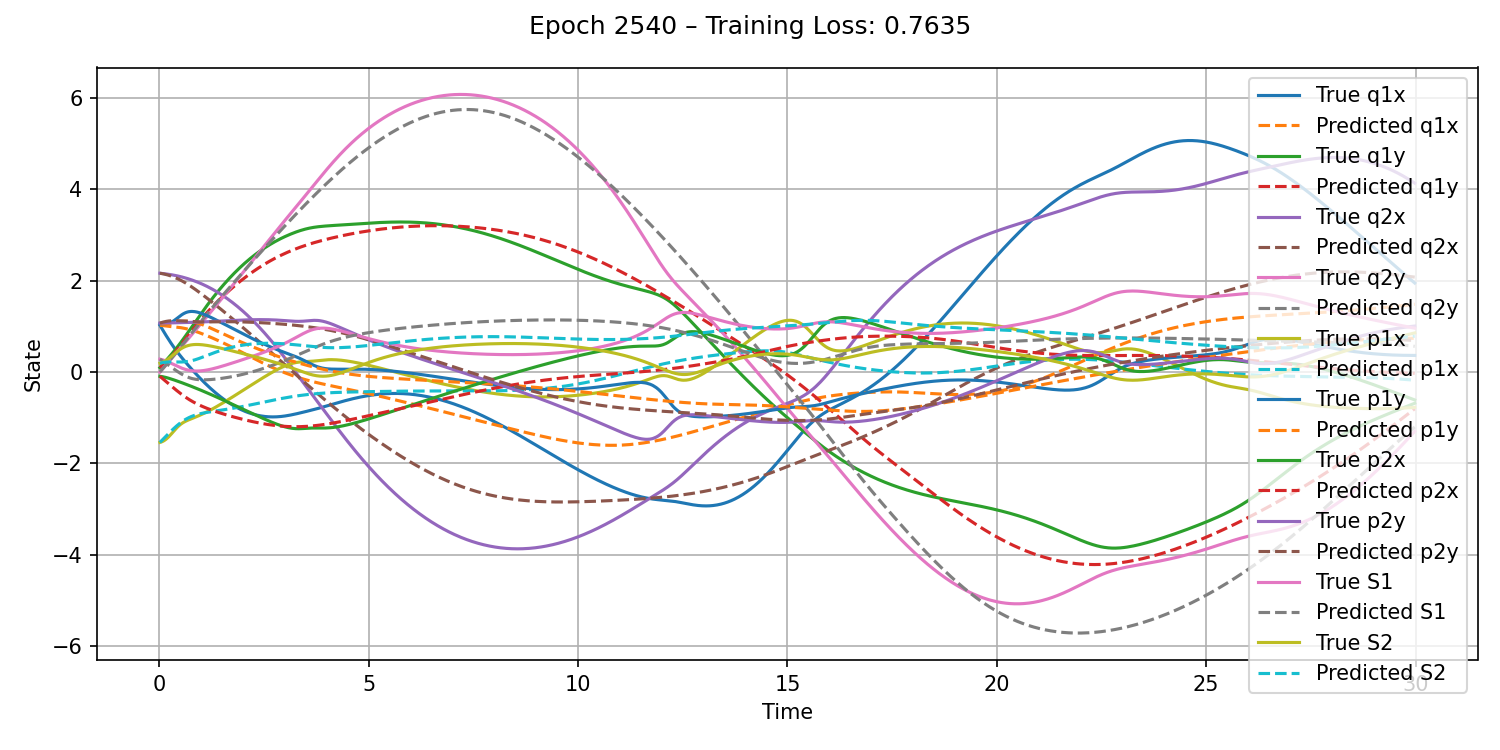 Epoch 2540 – Training Loss: 0.7635
State
6
4
2
0
−2
−4
−6
0
5
10
15
20
25
30
Time
True q1x
Predicted q1x
True q1y
Predicted q1y
True q2x
Predicted q2x
True q2y
Predicted q2y
True p1x
Predicted p1x
True p1y
Predicted p1y
True p2x
Predicted p2x
True p2y
Predicted p2y
True S1
Predicted S1
True S2
Predicted S2